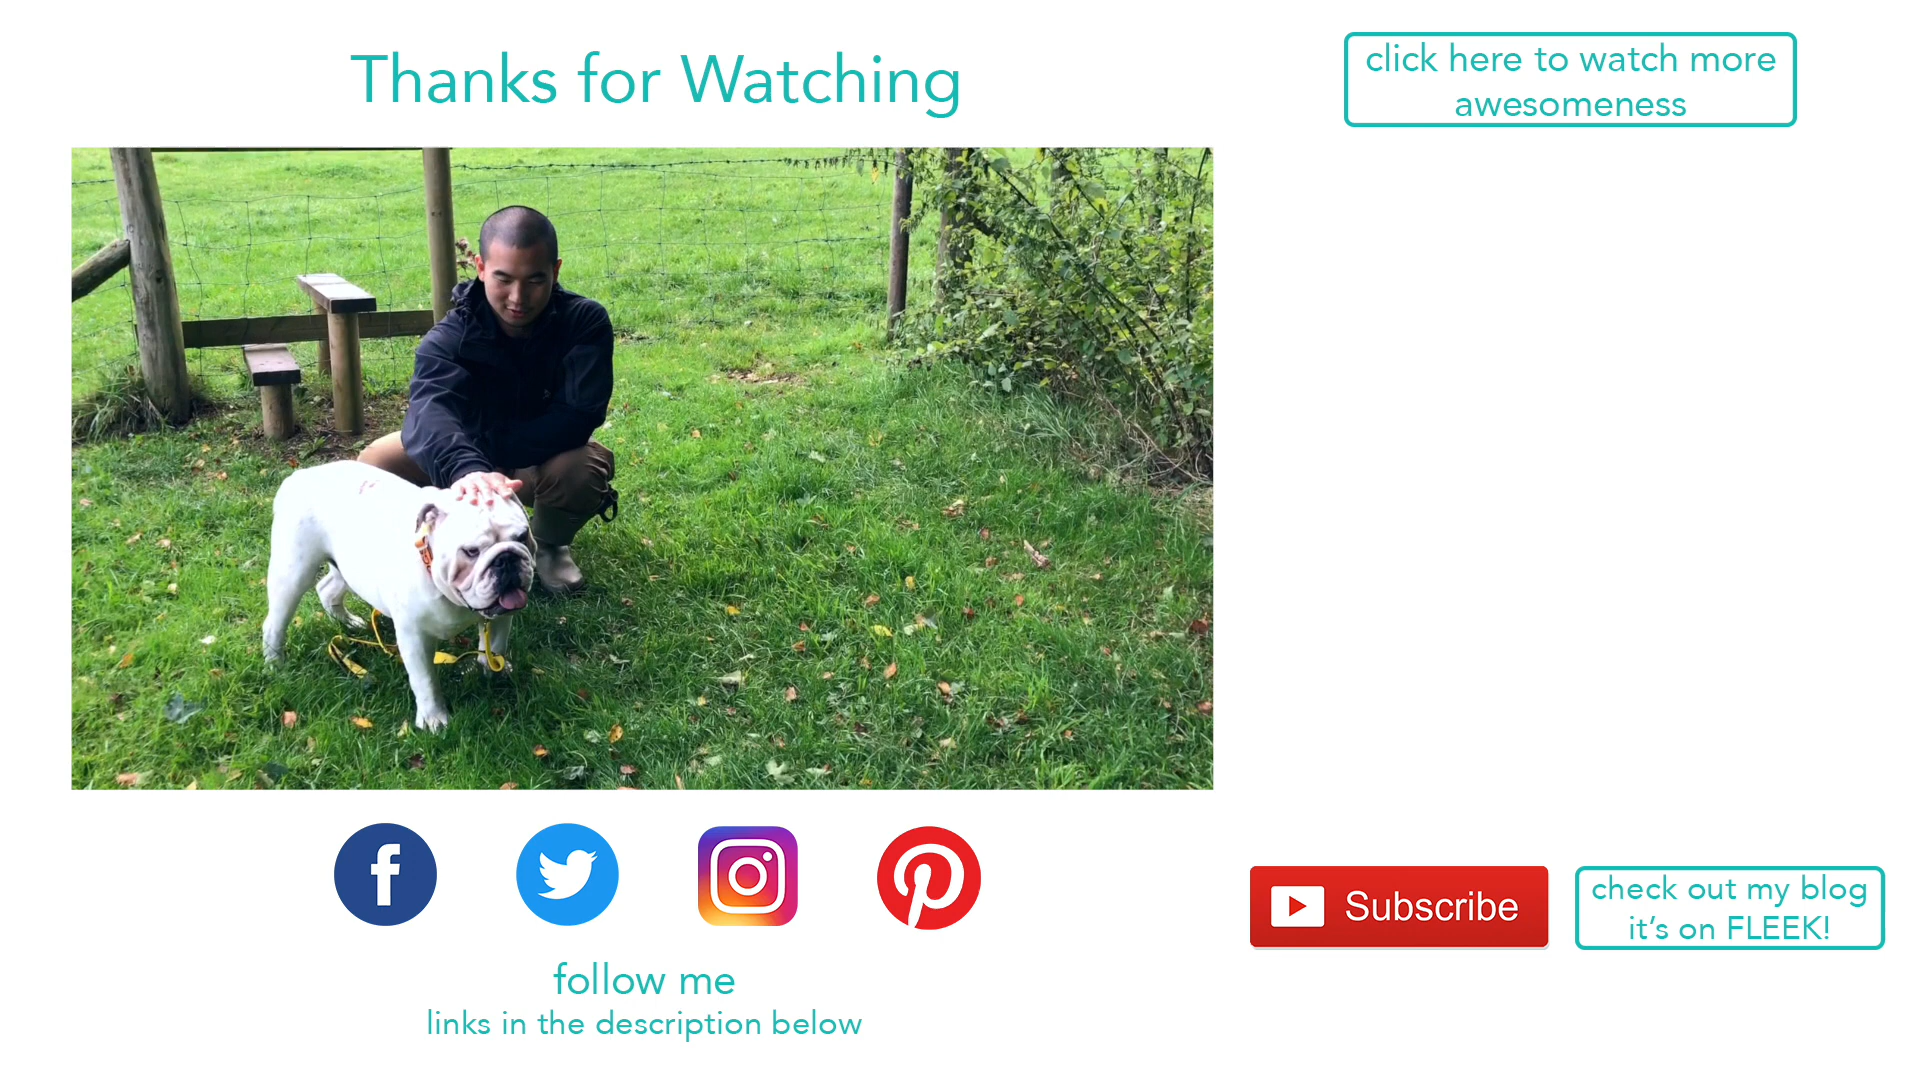 Thanks for Watching
click here to watch more
awesomeness
Subscribe
check out my blog
it's on FLEEK!
follow me
links in the description below